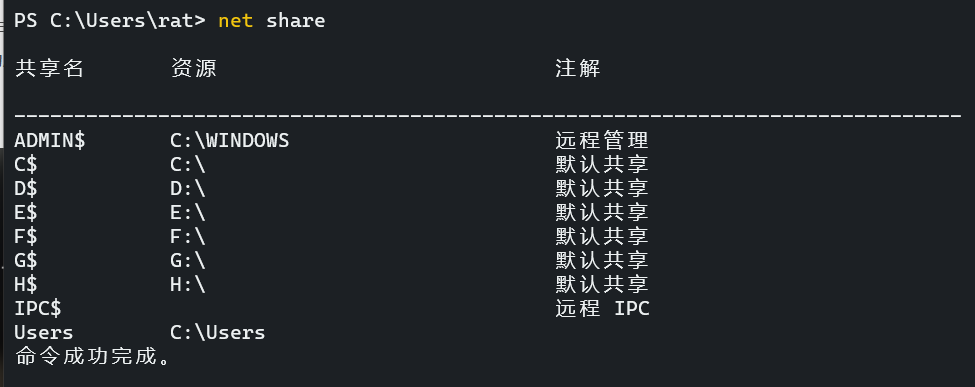 PS C:\Users\rat> net share
共享名 资源 注解
-------------------------------------------------------------------------------
ADMIN$ C:\WINDOWS 远程管理
C$ C:\ 默认共享
D$ D:\ 默认共享
E$ E:\ 默认共享
F$ F:\ 默认共享
G$ G:\ 默认共享
H$ H:\ 默认共享
IPC$ 远程 IPC
Users C:\Users
命令成功完成。